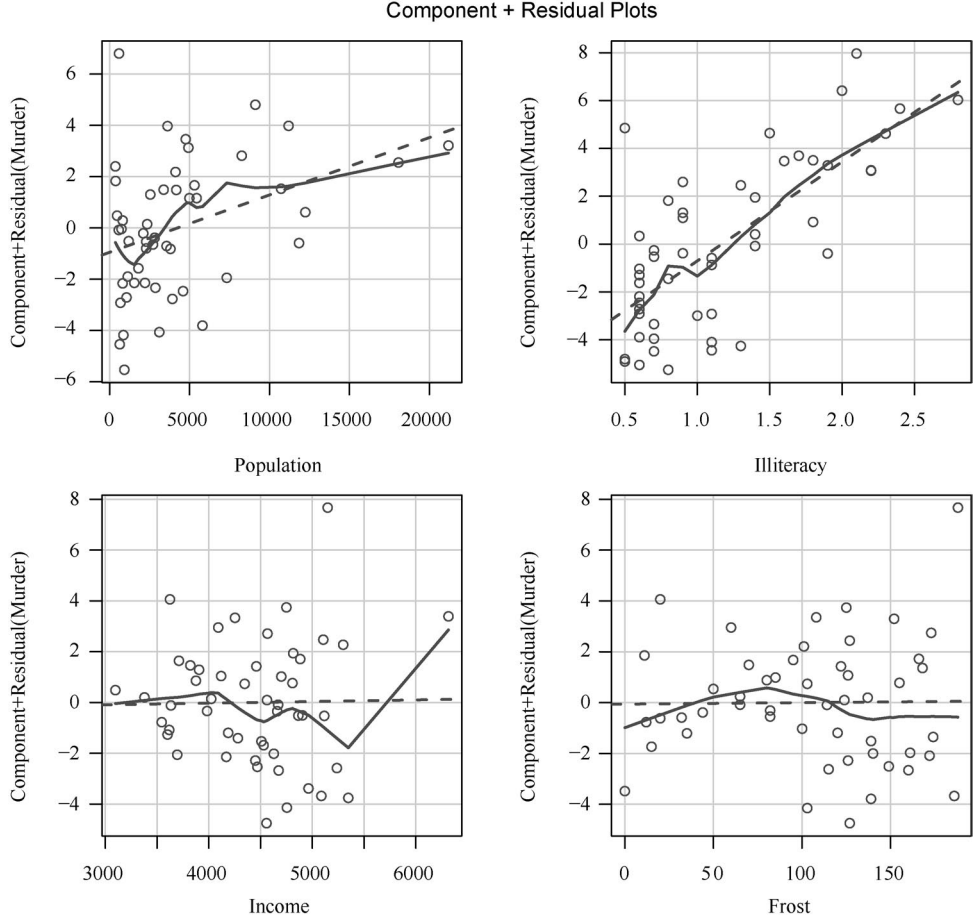 Component + Residual Plots
Component+Residual(Murder)
6
4
2
0
−2
−4
−6
0 5000 10000 15000 20000
Population
Component+Residual(Murder)
8
6
4
2
0
−2
−4
0.5 1.0 1.5 2.0 2.5
Illiteracy
Component+Residual(Murder)
8
6
4
2
0
−2
−4
3000 4000 5000 6000
Income
Component+Residual(Murder)
8
6
4
2
0
−2
−4
0 50 100 150
Frost